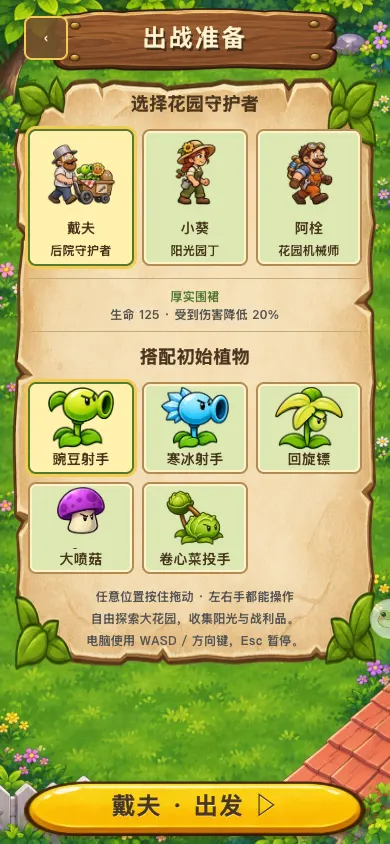 ‹
出战准备
选择花园守护者
戴夫
后院守护者
小葵
阳光园丁
阿栓
花园机械师
厚实围裙
生命 125 · 受到伤害降低 20%
搭配初始植物
豌豆射手
寒冰射手
回旋镖
大喷菇
卷心菜投手
任意位置按住拖动 · 左右手都能操作
自由探索大花园，收集阳光与战利品。
电脑使用 WASD / 方向键，Esc 暂停。
戴夫 · 出发 ▷